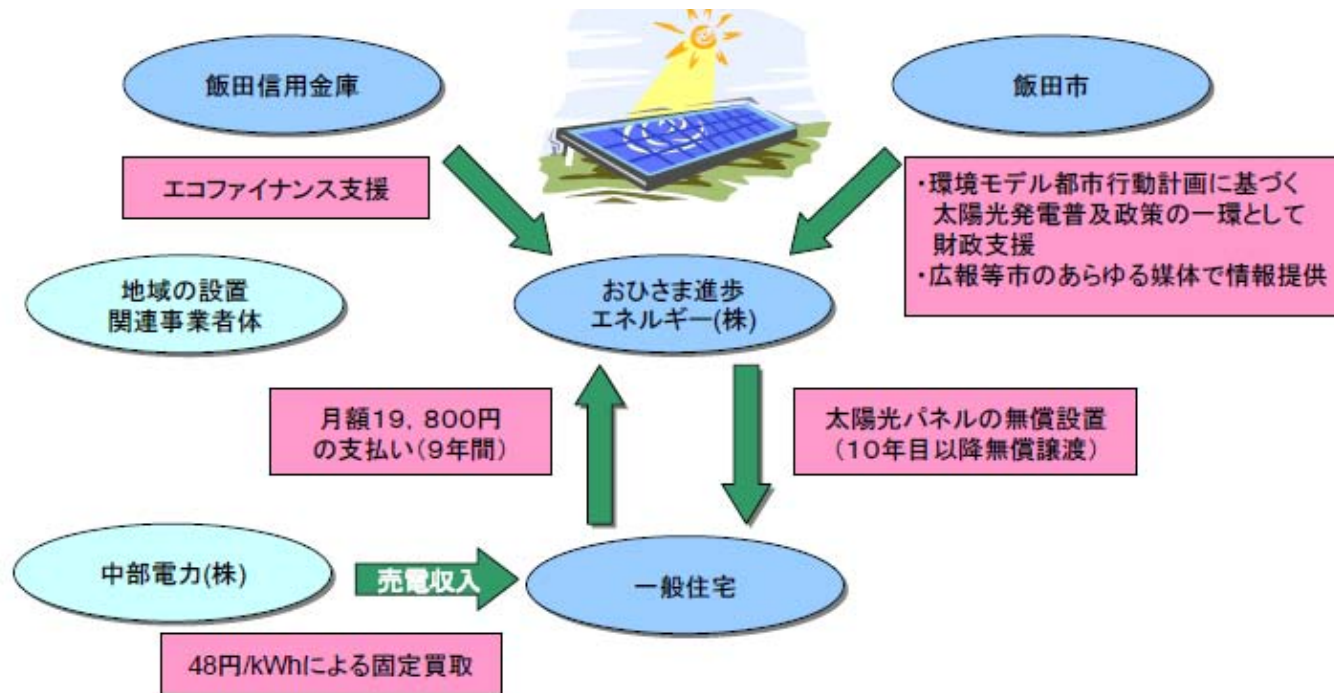 飯田信用金庫
飯田市
エコファイナンス支援
・環境モデル都市行動計画に基づく
太陽光発電普及政策の一環として
財政支援
・広報等市のあらゆる媒体で情報提供
地域の設置
関連事業者体
おひさま進歩
エネルギー(株)
月額19，800円
の支払い(9年間)
太陽光パネルの無償設置
(10年目以降無償譲渡)
中部電力(株)
売電収入
一般住宅
48円/kWhによる固定買取